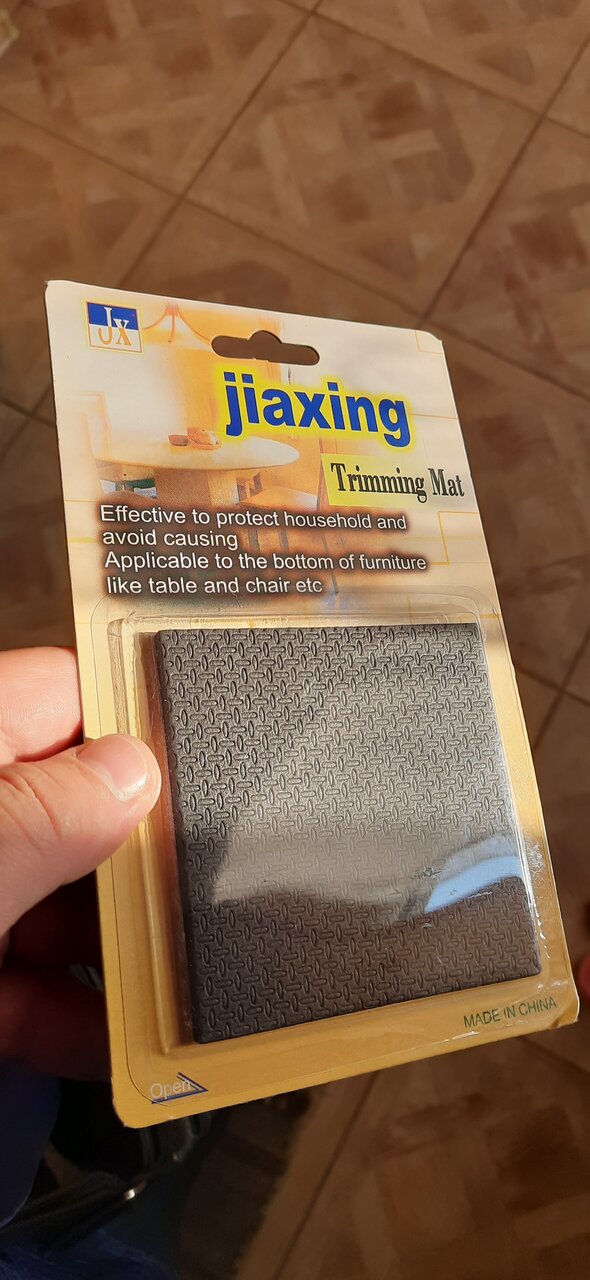 JX
jiaxing
Trimming Mat
Effective to protect household and
avoid causing
Applicable to the bottom of furniture
like table and chair etc
MADE IN CHINA
Open